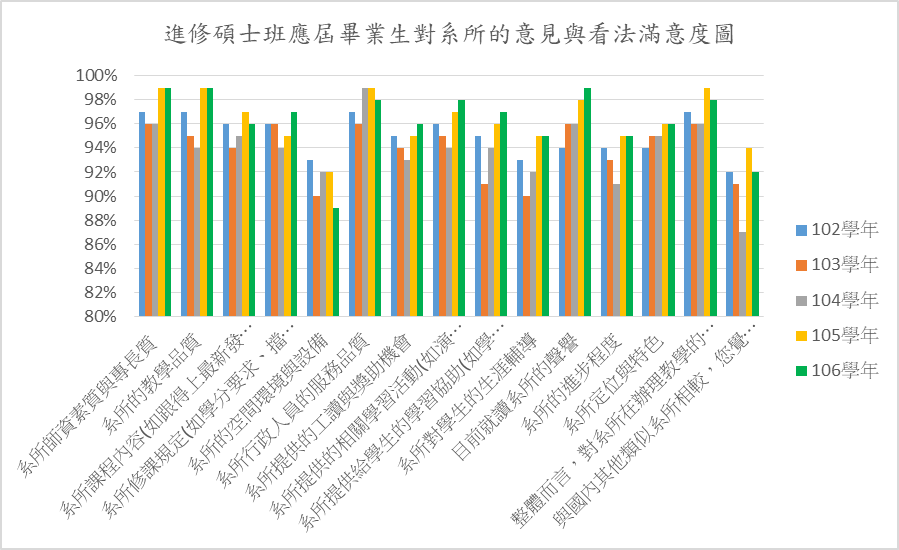 進修碩士班應屆畢業生對系所的意見與看法滿意度圖
100%
98%
96%
94%
92%
90%
88%
86%
84%
82%
80%
系所師資素質與專長質
系所的教學品質
系所課程內容(如跟得上最新發…
系所修課規定(如學分要求、擋…
系所的空間環境與設備
系所行政人員的服務品質
系所提供的工讀與獎助機會
系所提供的相關學習活動(如演…
系所提供給學生的學習協助(如學…
系所對學生的生涯輔導
目前就讀系所的聲譽
系所的進步程度
系所定位與特色
整體而言，對系所在辦理教學的…
與國內其他類似系所相較，您覺…
102學年
103學年
104學年
105學年
106學年